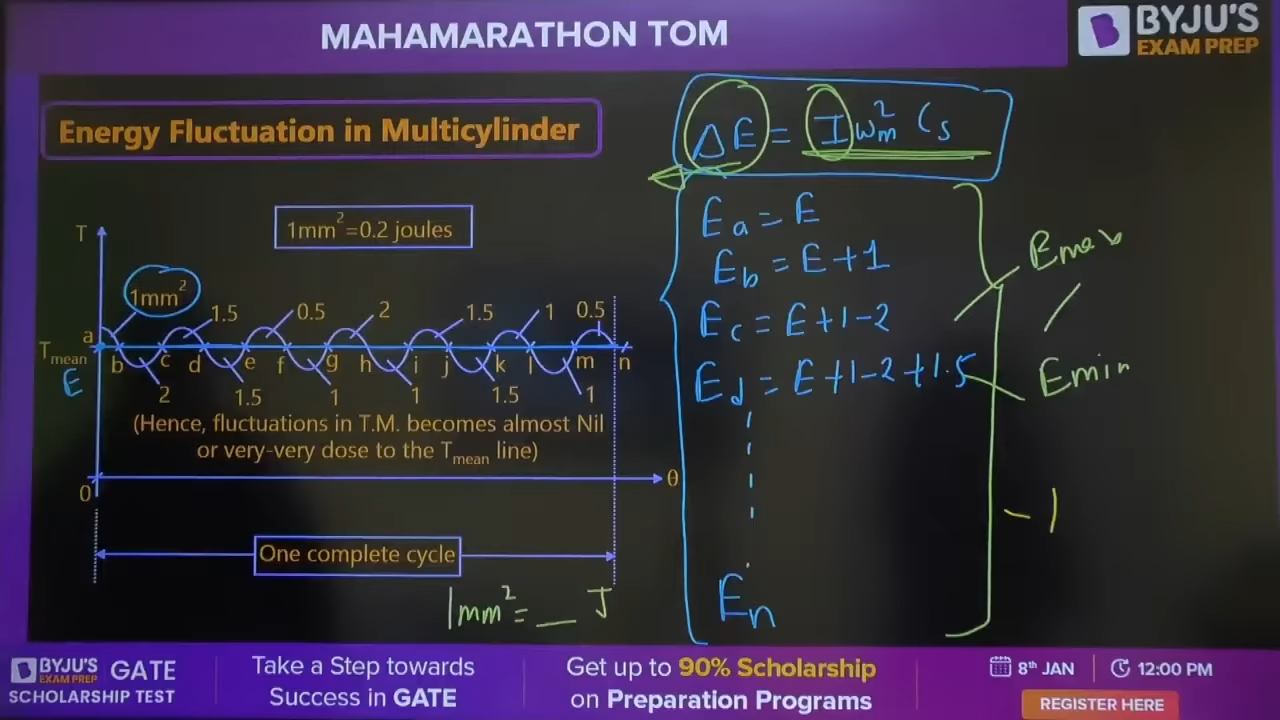 MAHAMARATHON TOM
BYJU'S
EXAM PREP
Energy Fluctuation in Multicylinder
ΔE = I ωm² Cs
1mm²=0.2 joules
T
1mm²
1.5 0.5 2 1.5 1 0.5
a
Tmean
b c d e f g h i j k l m n
E
2 1.5 1 1 1.5 1
(Hence, fluctuations in T.M. becomes almost Nil
or very-very dose to the Tmean line)
0
θ
One complete cycle
1mm² = __ J
Ea = E
Eb = E+1
Ec = E+1-2
Ed = E+1-2+1.5
En
Emax
Emin
-1
BYJU'S
EXAM PREP
GATE
SCHOLARSHIP TEST
Take a Step towards
Success in GATE
Get up to 90% Scholarship
on Preparation Programs
8th JAN
12:00 PM
REGISTER HERE